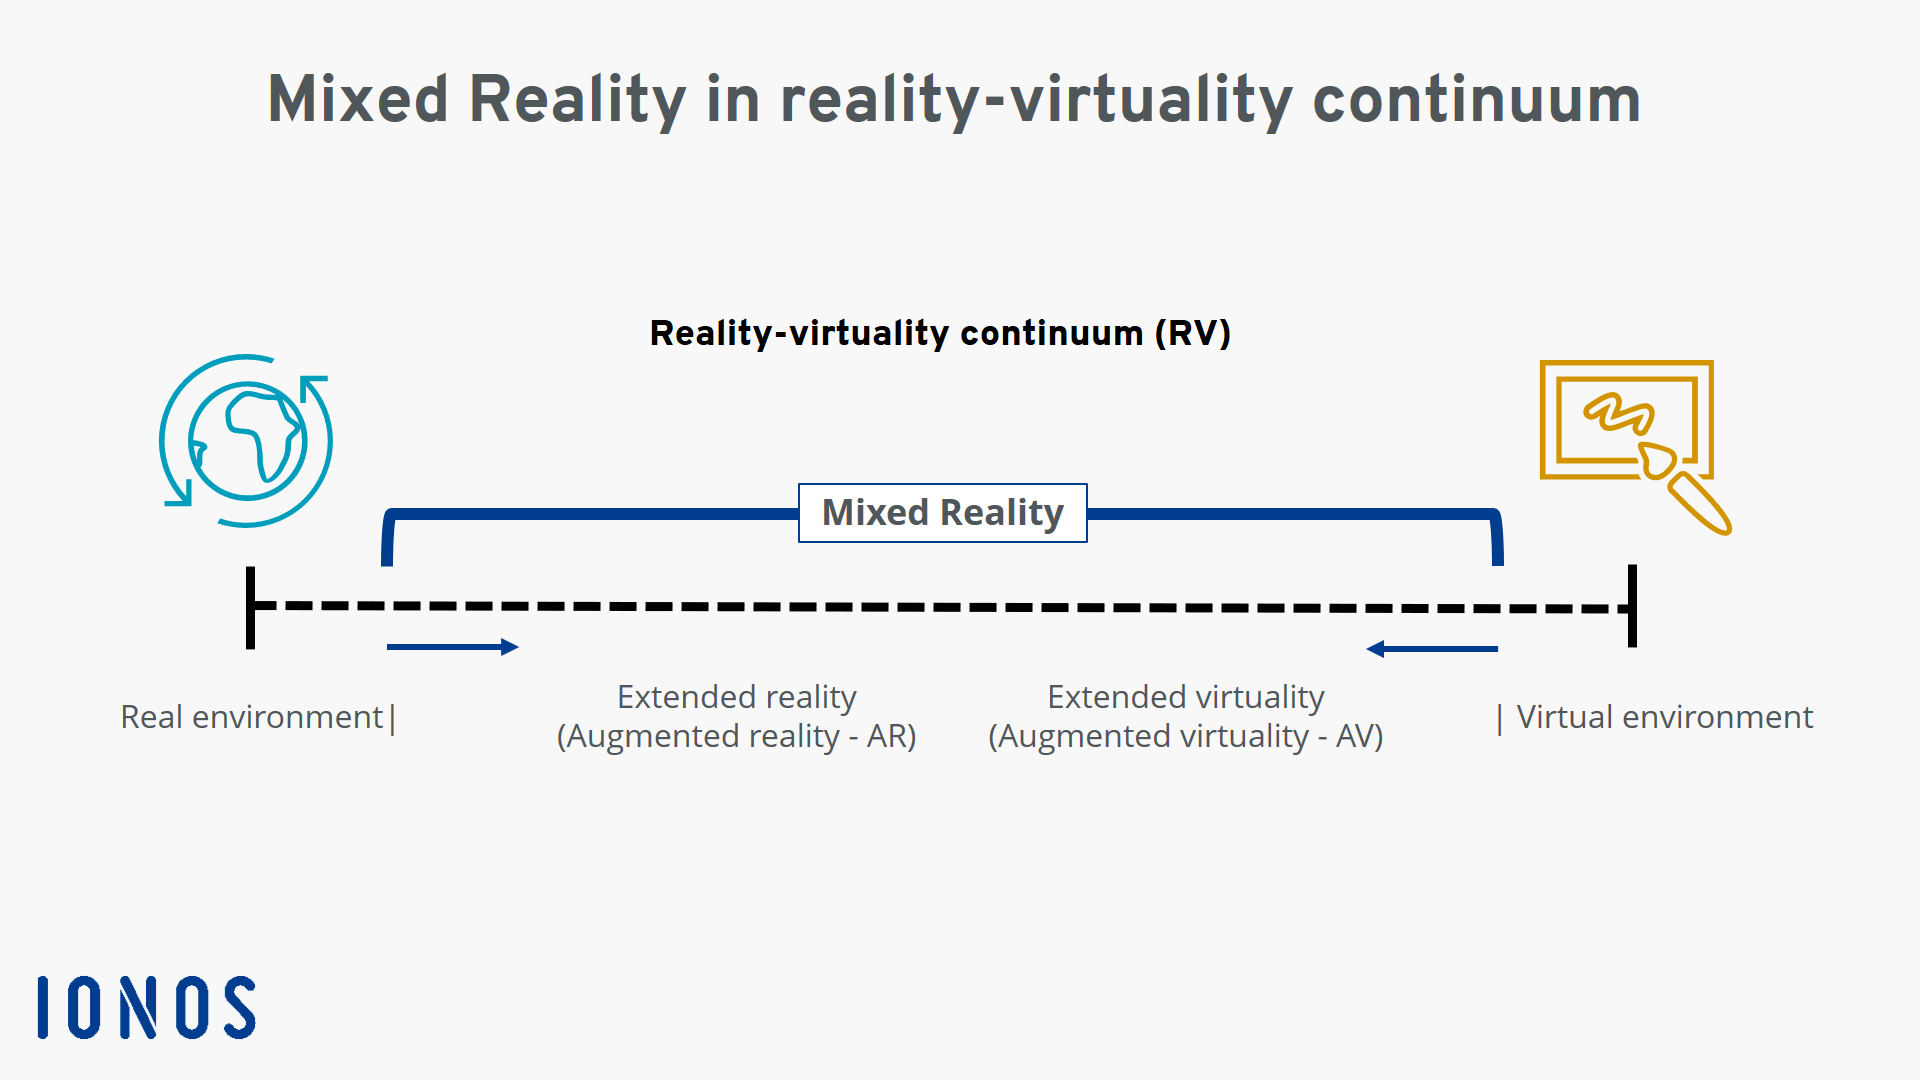 Mixed Reality in reality-virtuality continuum
Reality-virtuality continuum (RV)
Mixed Reality
Real environment|
Extended reality
(Augmented reality - AR)
Extended virtuality
(Augmented virtuality - AV)
| Virtual environment
IONOS